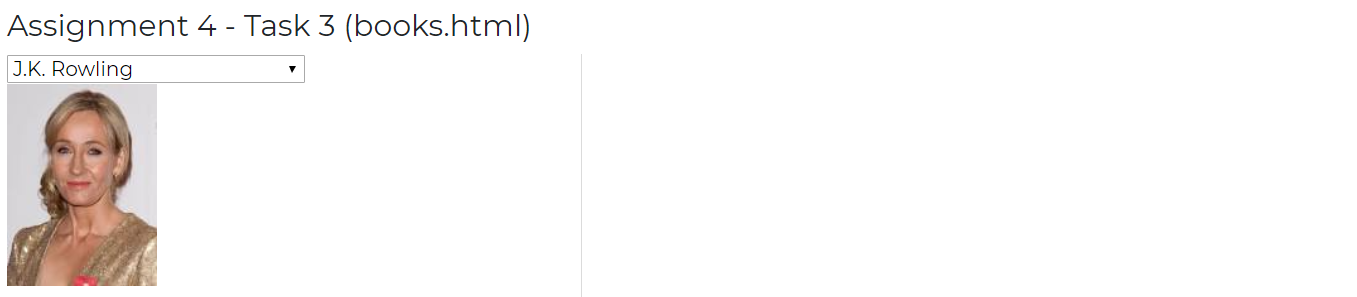 Assignment 4 - Task 3 (books.html)
J.K. Rowling